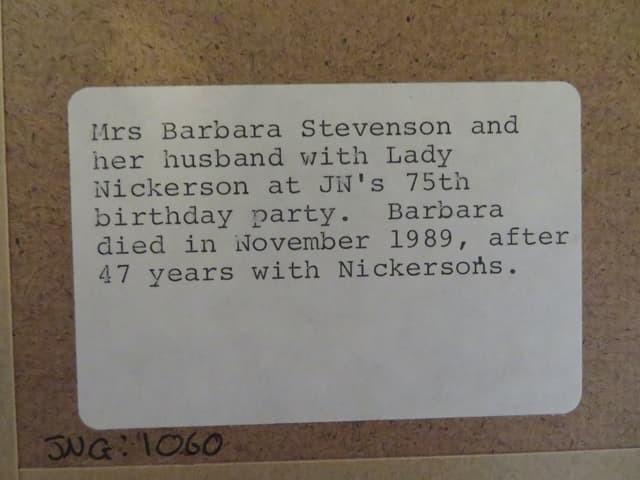 Mrs Barbara Stevenson and
her husband with Lady
Nickerson at JN's 75th
birthday party.  Barbara
died in November 1989, after
47 years with Nickersons.
JNG:1060